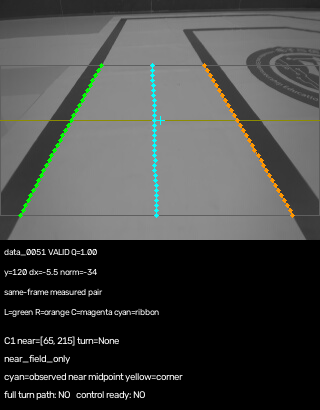 data_0051 VALID Q=1.00
y=120 dx=-5.5 norm=-34
same-frame measured pair
L=green R=orange C=magenta cyan=ribbon
C1 near=[65, 215] turn=None
near_field_only
cyan=observed near midpoint yellow=corner
full turn path: NO control ready: NO